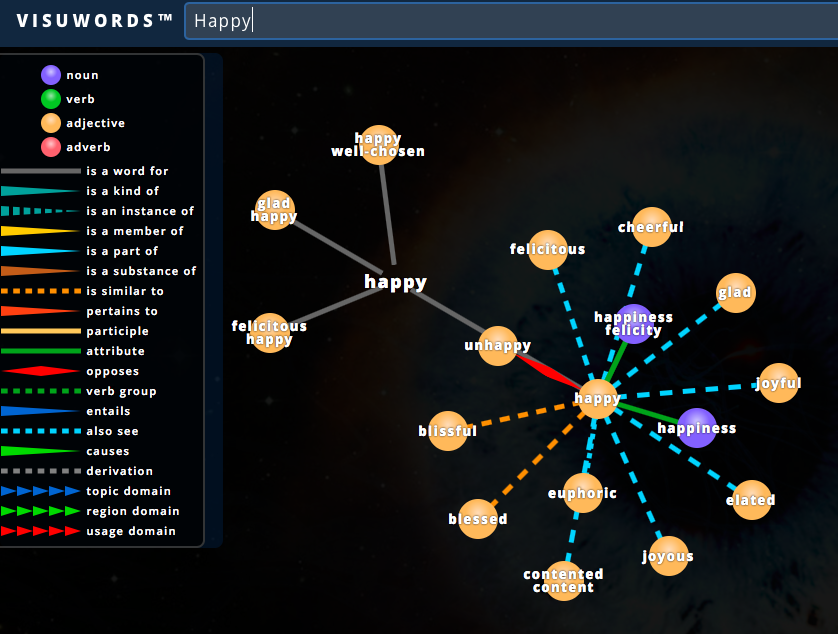 VISUWORDS™
Happy
noun
verb
adjective
adverb
is a word for
is a kind of
is an instance of
is a member of
is a part of
is a substance of
is similar to
pertains to
participle
attribute
opposes
verb group
entails
also see
causes
derivation
topic domain
region domain
usage domain
happy
well-chosen
glad
happy
happy
felicitous
happy
unhappy
felicitous
cheerful
glad
happiness
felicity
joyful
happy
happiness
blissful
blessed
euphoric
elated
joyous
contented
content